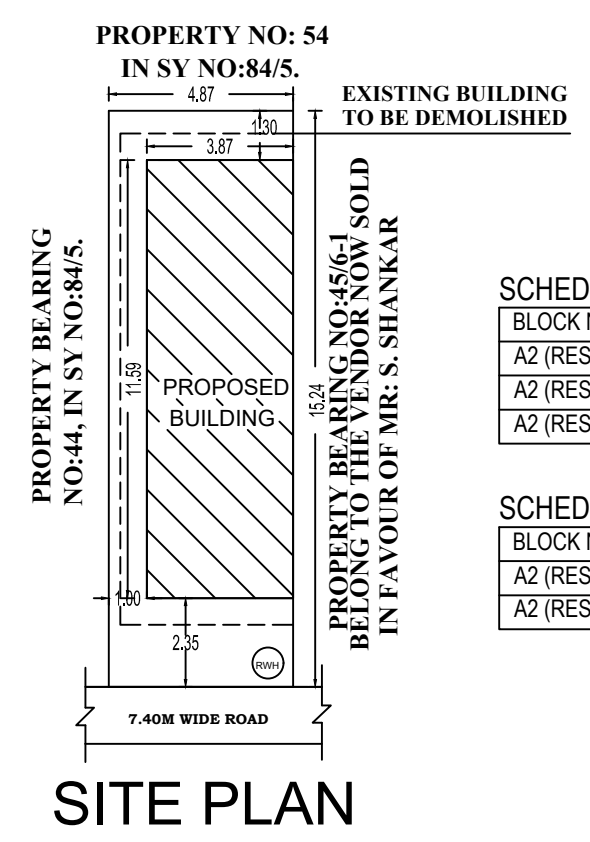 PROPERTY NO: 54
IN SY NO:84/5.
4.87
EXISTING BUILDING
TO BE DEMOLISHED
1.30
3.87
PROPERTY BEARING
NO:44, IN SY NO:84/5.
11.59
PROPOSED
BUILDING
15.24
PROPERTY BEARING NO:45/6-1
BELONG TO THE VENDOR NOW SOLD
IN FAVOUR OF MR: S. SHANKAR
1.00
2.35
RWH
7.40M WIDE ROAD
SITE PLAN
SCHED
BLOCK N
A2 (RES
A2 (RES
A2 (RES
SCHED
BLOCK N
A2 (RES
A2 (RES